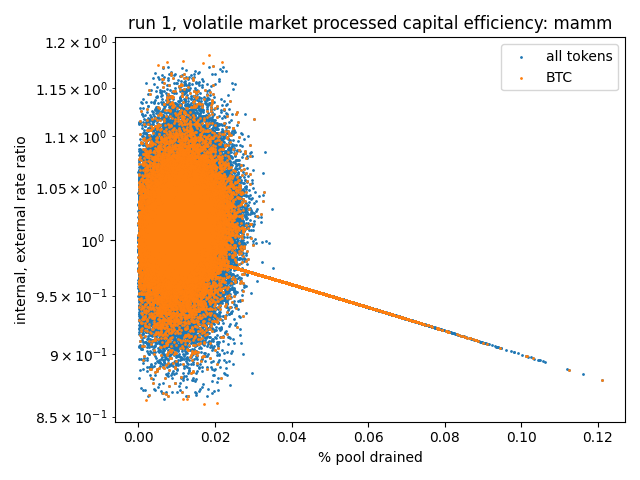 run 1, volatile market processed capital efficiency: mamm
all tokens
BTC
internal, external rate ratio
1.2 × 10⁰
1.15 × 10⁰
1.1 × 10⁰
1.05 × 10⁰
10⁰
9.5 × 10⁻¹
9 × 10⁻¹
8.5 × 10⁻¹
0.00 0.02 0.04 0.06 0.08 0.10 0.12
% pool drained